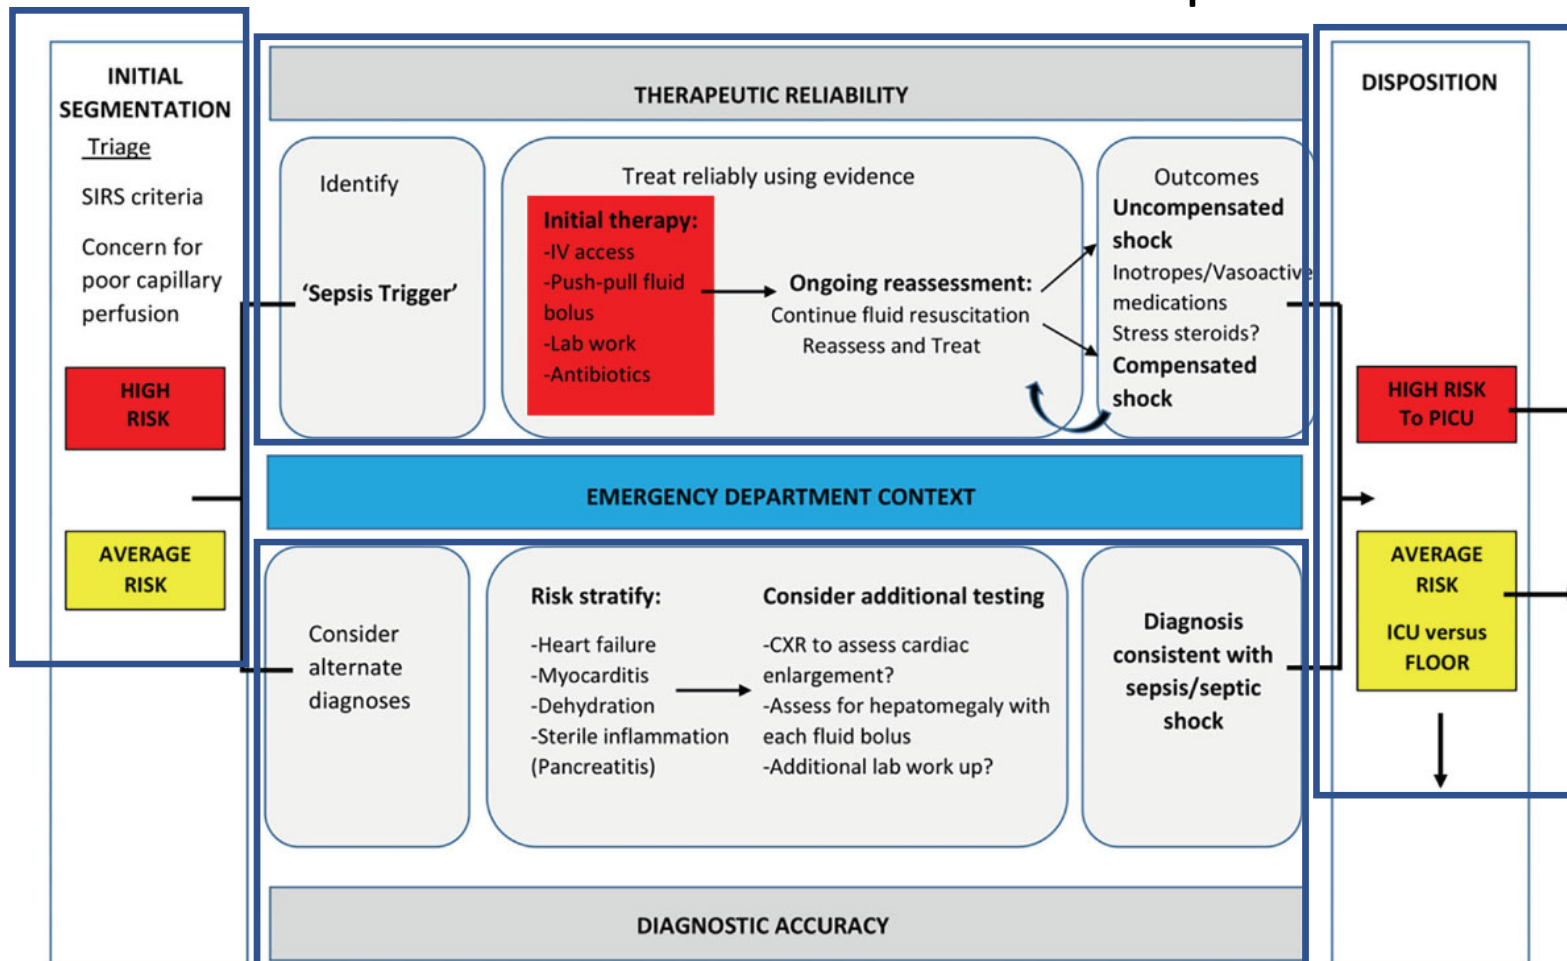 INITIAL
SEGMENTATION
Triage
SIRS criteria
Concern for
poor capillary
perfusion
HIGH
RISK
AVERAGE
RISK
THERAPEUTIC RELIABILITY
Identify
‘Sepsis Trigger’
Treat reliably using evidence
Initial therapy:
-IV access
-Push-pull fluid
bolus
-Lab work
-Antibiotics
Ongoing reassessment:
Continue fluid resuscitation
Reassess and Treat
Outcomes
Uncompensated
shock
Inotropes/Vasoactive
medications
Stress steroids?
Compensated
shock
EMERGENCY DEPARTMENT CONTEXT
Consider
alternate
diagnoses
Risk stratify:
-Heart failure
-Myocarditis
-Dehydration
-Sterile inflammation
(Pancreatitis)
Consider additional testing
-CXR to assess cardiac
enlargement?
-Assess for hepatomegaly with
each fluid bolus
-Additional lab work up?
Diagnosis
consistent with
sepsis/septic
shock
DIAGNOSTIC ACCURACY
DISPOSITION
HIGH RISK
To PICU
AVERAGE
RISK
ICU versus
FLOOR